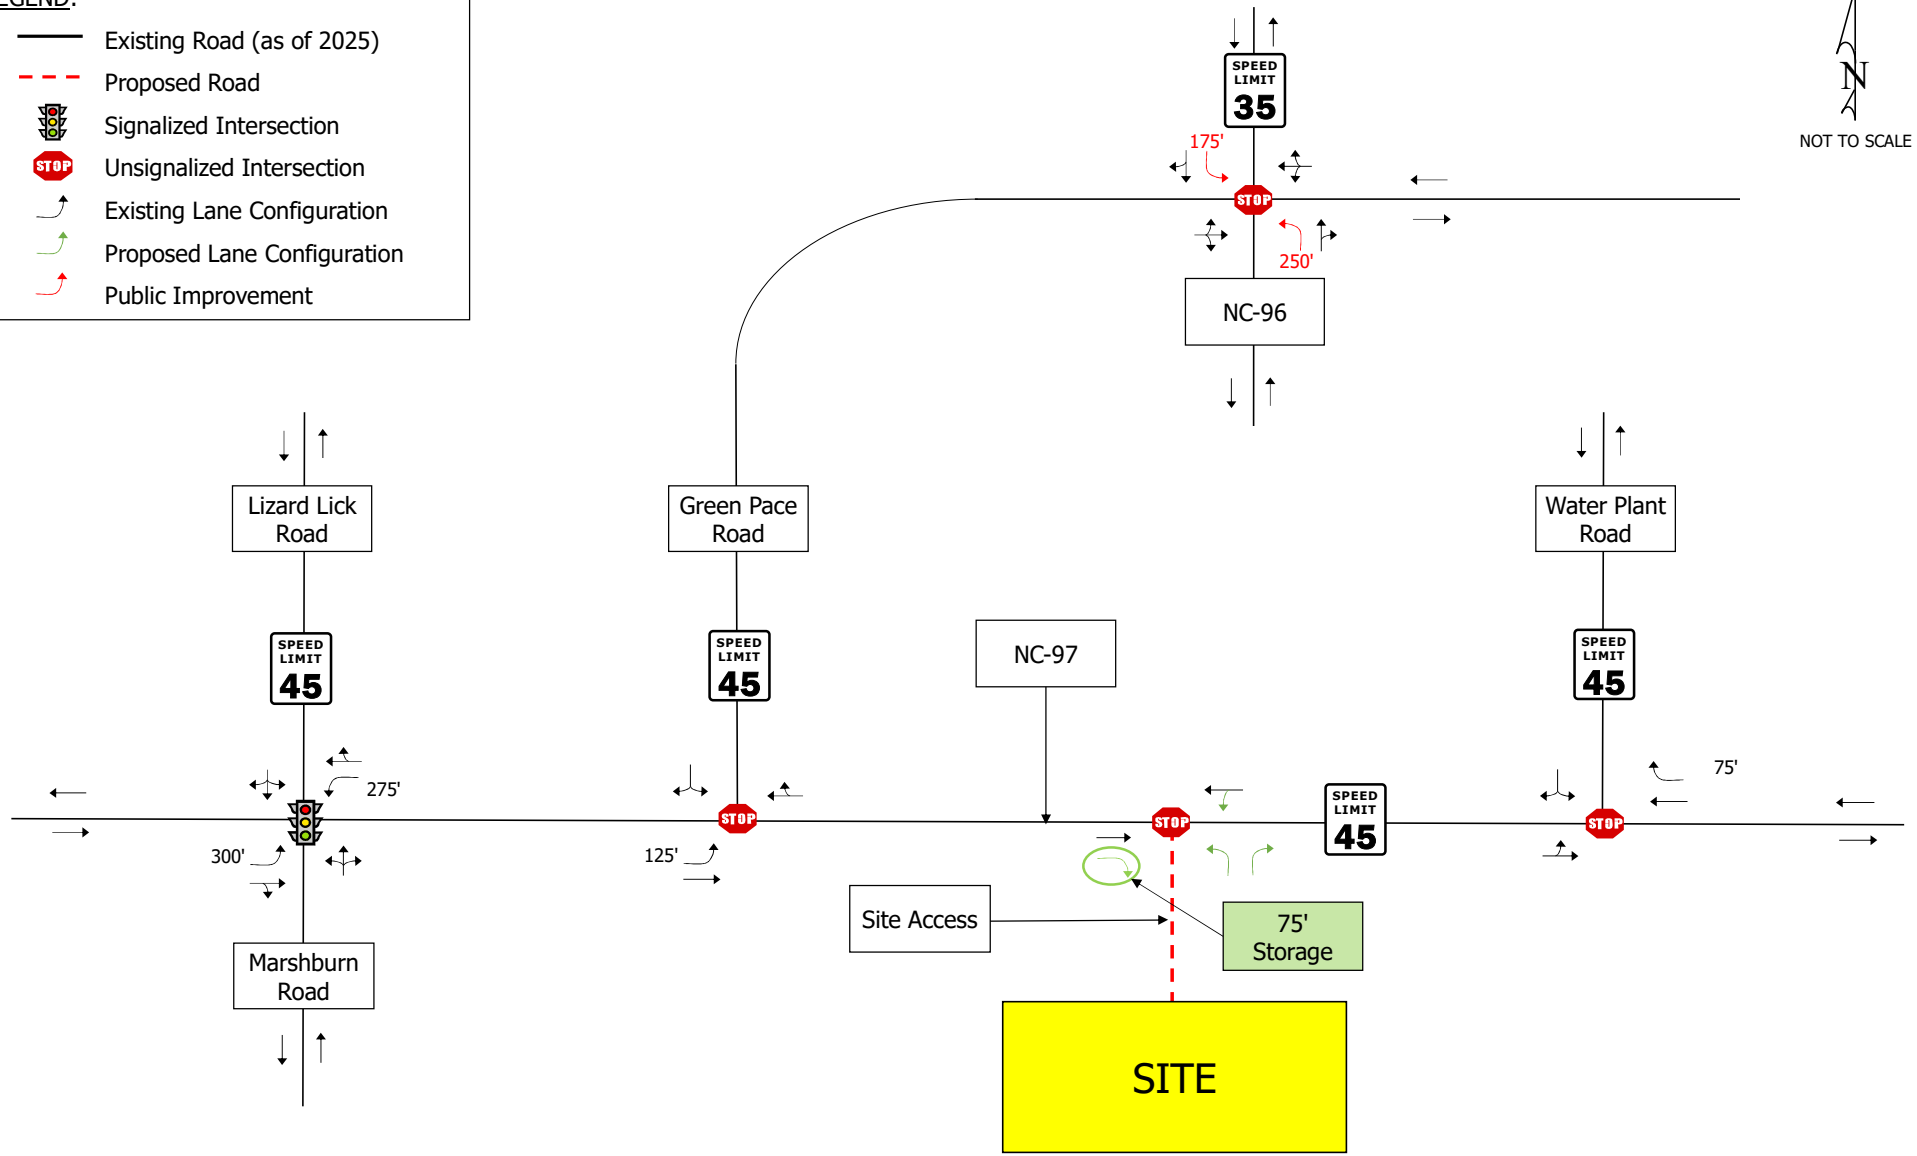 Existing Road (as of 2025)
Proposed Road
Signalized Intersection
STOP
Unsignalized Intersection
Existing Lane Configuration
Proposed Lane Configuration
Public Improvement
N
NOT TO SCALE
SPEED
LIMIT
35
175'
STOP
250'
NC-96
Lizard Lick
Road
Green Pace
Road
Water Plant
Road
SPEED
LIMIT
45
SPEED
LIMIT
45
NC-97
SPEED
LIMIT
45
275'
75'
STOP
STOP
SPEED
LIMIT
45
STOP
300'
125'
Site Access
75'
Storage
Marshburn
Road
SITE